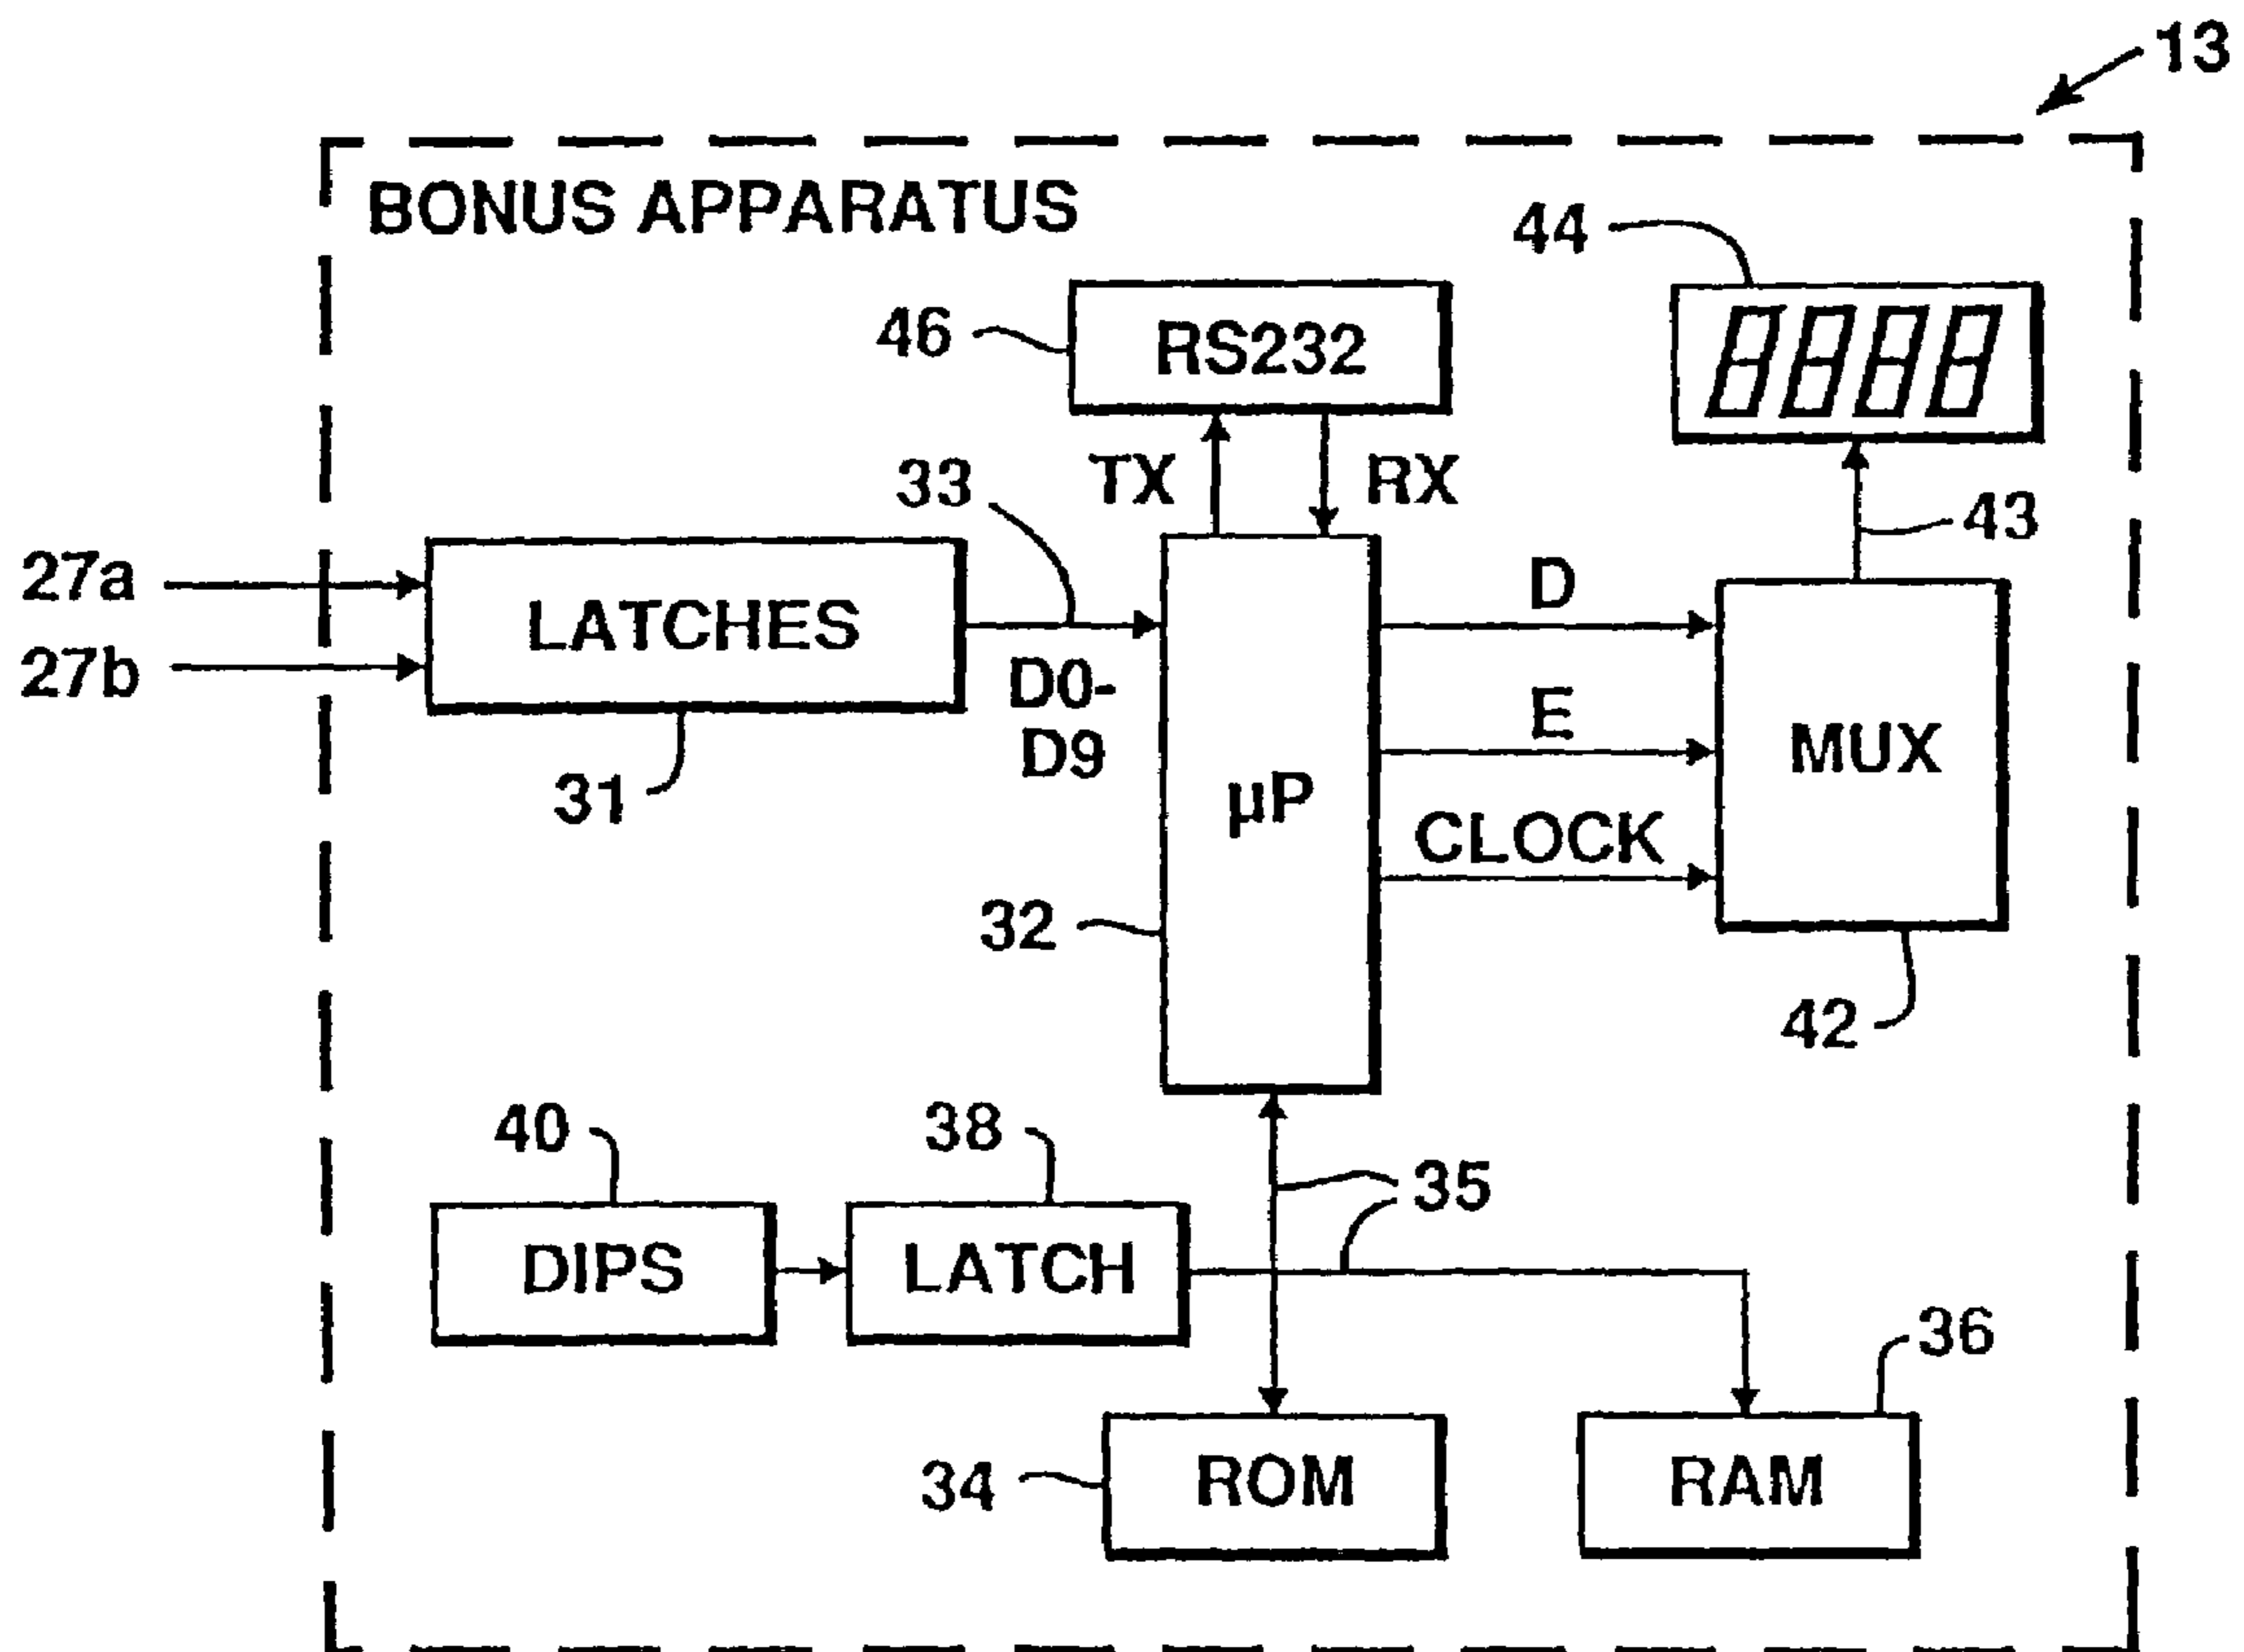 13
BONUS APPARATUS
44
46
RS232
8888
33
TX
RX
43
27a
27b
LATCHES
D0-
D9
31
D
E
CLOCK
MUX
µP
32
42
40
38
35
DIPS
LATCH
36
34
ROM
RAM